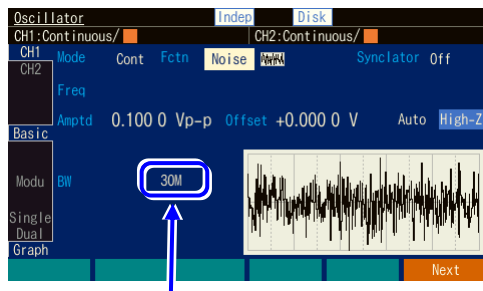 Oscillator Indep Disk
CH1:Continuous/ CH2:Continuous/
CH1 Mode Cont Fctn Noise Synclator Off
CH2
Freq
Amptd 0.100 0 Vp-p Offset +0.000 0 V Auto High-Z
Basic
Modu BW 30M
Single
Dual
Graph
Next